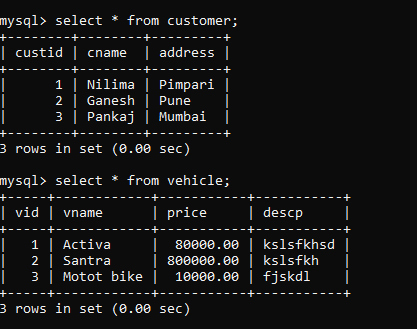 mysql> select * from customer;
+--------+---------+---------+
| custid | cname | address |
+--------+---------+---------+
| 1 | Nilima | Pimpari |
| 2 | Ganesh | Pune |
| 3 | Pankaj | Mumbai |
+--------+---------+---------+
3 rows in set (0.00 sec)
mysql> select * from vehicle;
+-----+------------+-----------+-----------+
| vid | vname | price | descp |
+-----+------------+-----------+-----------+
| 1 | Activa | 80000.00 | kslsfkhsd |
| 2 | Santra | 800000.00 | kslsfkh |
| 3 | Motot bike | 10000.00 | fjskdl |
+-----+------------+-----------+-----------+
3 rows in set (0.00 sec)